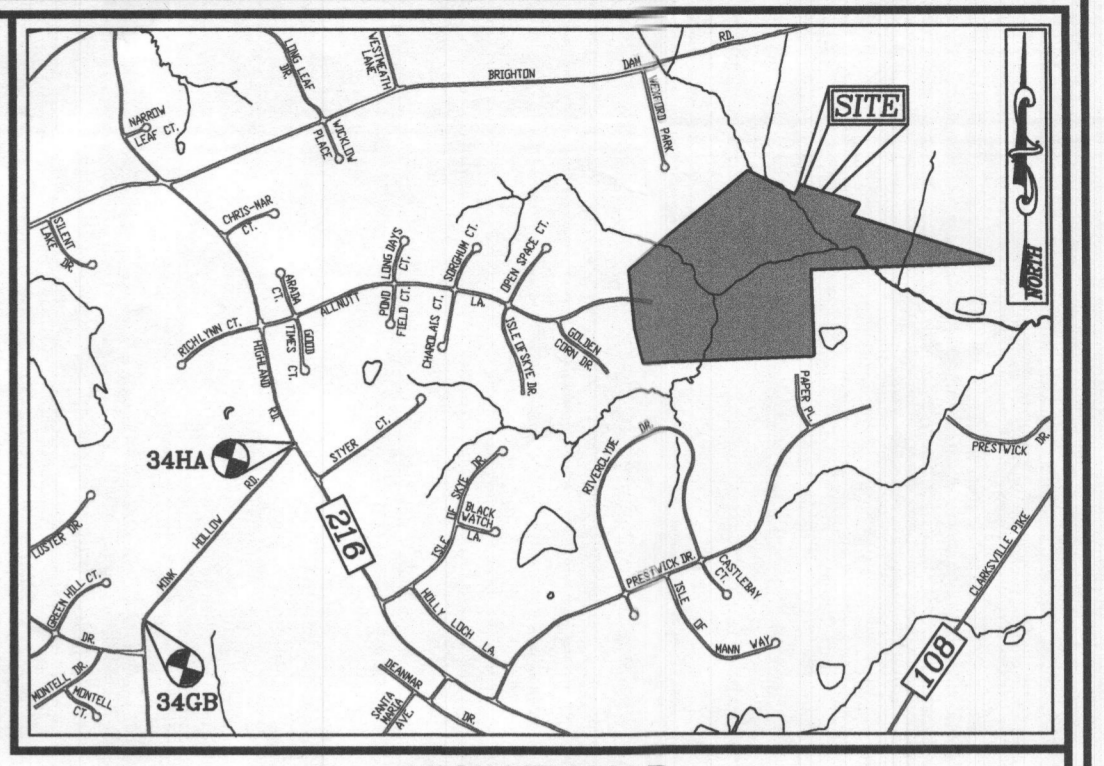 LONG LEAF
DR.
WESTMEATH
LANE
BRIGHTON
DAM
RD.
WEXFORD PARK
SITE
NORTH
NARROW
LEAF CT.
WICKLOW
PLACE
CHRIS-NAR
CT.
SILENT
LAKE DR.
ARADA
CT.
ALLNUTT
LA.
LONG DAYS
CT.
POND
FIELD CT.
SORGHUM CT.
CHAROLAIS CT.
OPEN SPACE CT.
ISLE OF SKYE DR.
GOLDEN
CORN DR.
RICHLYNN CT.
HIGHLAND
RD.
GOOD
TIMES CT.
34HA
STYER CT.
MINK HOLLOW RD.
216
ISLE OF SKYE DR.
BLACK
WATCH
LA.
RIVERCLYDE DR.
PAPER PL.
PRESTWICK DR.
CLARKSVILLE PIKE
108
LUSTER DR.
GREEN HILL CT.
DR.
MONTELL DR.
MONTELL
CT.
34GB
HOLLY LOCH LA.
DEANMAR
DR.
SANTA
MARIA
AVE.
PRESTWICK DR.
CASTLEBAY
CT.
ISLE OF MANN WAY